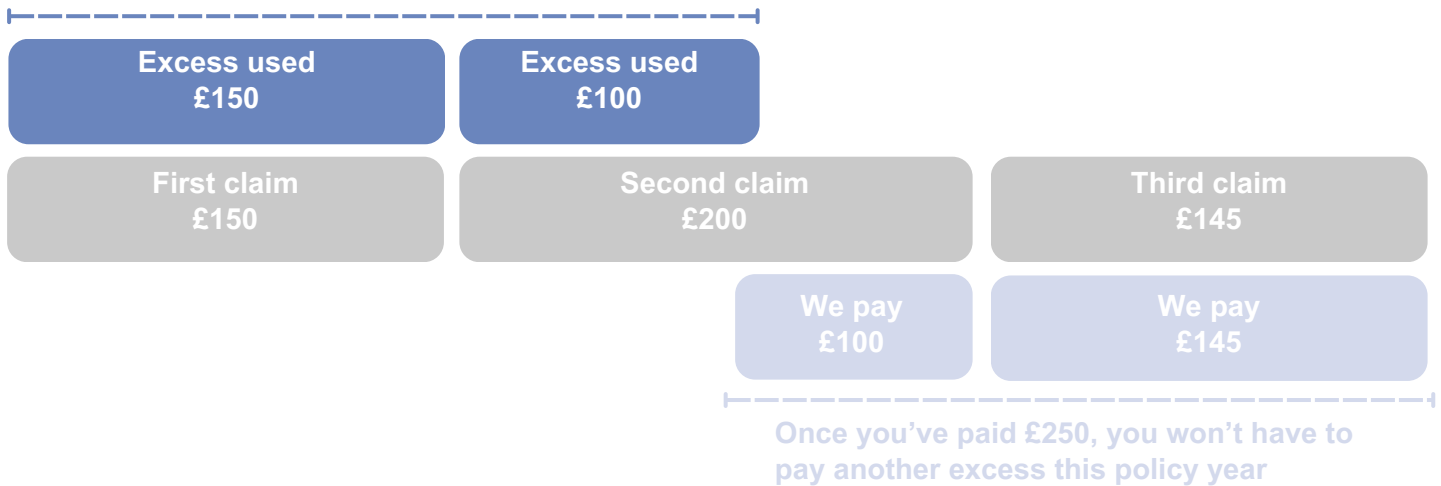 Excess used
£150
Excess used
£100
First claim
£150
Second claim
£200
Third claim
£145
We pay
£100
We pay
£145
Once you’ve paid £250, you won’t have to
pay another excess this policy year